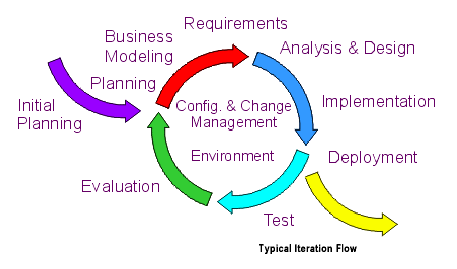 Requirements
Business
Modeling
Analysis & Design
Planning
Initial
Planning
Config. & Change
Management
Implementation
Environment
Deployment
Evaluation
Test
Typical Iteration Flow